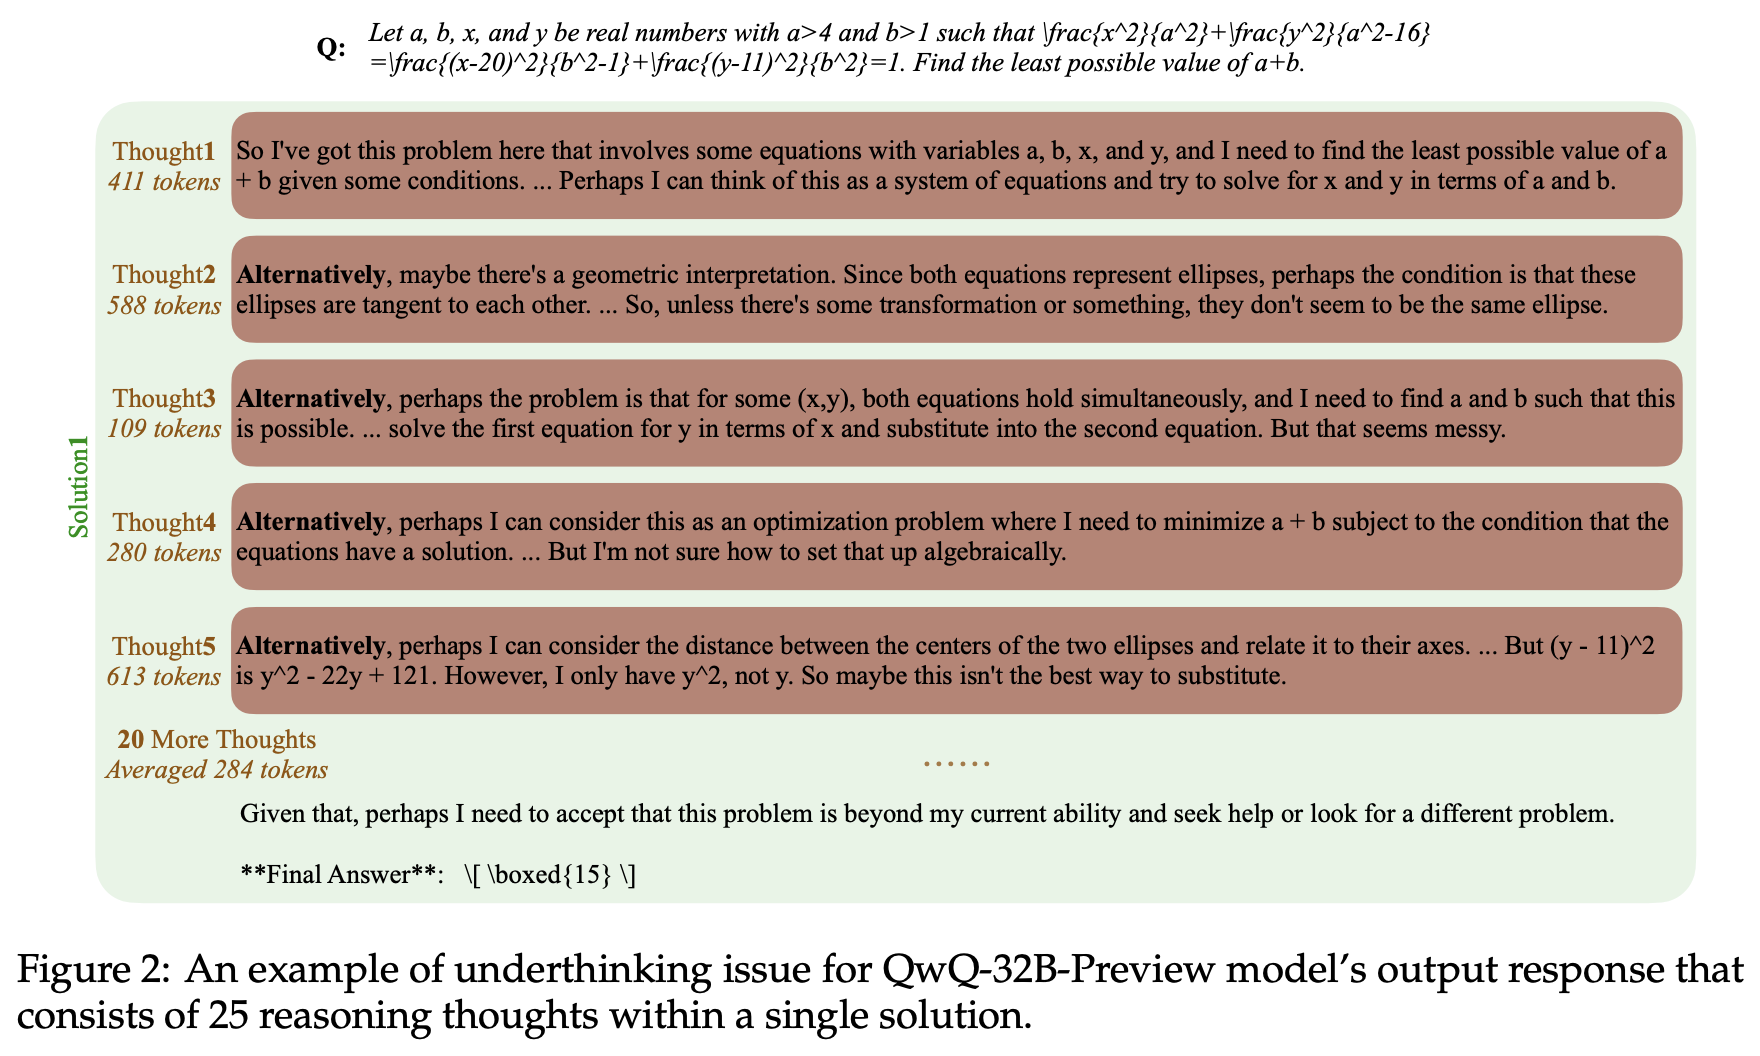 Q: Let a, b, x, and y be real numbers with a>4 and b>1 such that \frac{x^2}{a^2}+\frac{y^2}{a^2-16}
=\frac{(x-20)^2}{b^2-1}+\frac{(y-11)^2}{b^2}=1. Find the least possible value of a+b.
Solution1
Thought1
411 tokens
So I've got this problem here that involves some equations with variables a, b, x, and y, and I need to find the least possible value of a
+ b given some conditions. ... Perhaps I can think of this as a system of equations and try to solve for x and y in terms of a and b.
Thought2
588 tokens
Alternatively, maybe there's a geometric interpretation. Since both equations represent ellipses, perhaps the condition is that these
ellipses are tangent to each other. ... So, unless there's some transformation or something, they don't seem to be the same ellipse.
Thought3
109 tokens
Alternatively, perhaps the problem is that for some (x,y), both equations hold simultaneously, and I need to find a and b such that this
is possible. ... solve the first equation for y in terms of x and substitute into the second equation. But that seems messy.
Thought4
280 tokens
Alternatively, perhaps I can consider this as an optimization problem where I need to minimize a + b subject to the condition that the
equations have a solution. ... But I'm not sure how to set that up algebraically.
Thought5
613 tokens
Alternatively, perhaps I can consider the distance between the centers of the two ellipses and relate it to their axes. ... But (y - 11)^2
is y^2 - 22y + 121. However, I only have y^2, not y. So maybe this isn't the best way to substitute.
20 More Thoughts
Averaged 284 tokens
......
Given that, perhaps I need to accept that this problem is beyond my current ability and seek help or look for a different problem.
**Final Answer**: \[ \boxed{15} \]
Figure 2: An example of underthinking issue for QwQ-32B-Preview model's output response that
consists of 25 reasoning thoughts within a single solution.